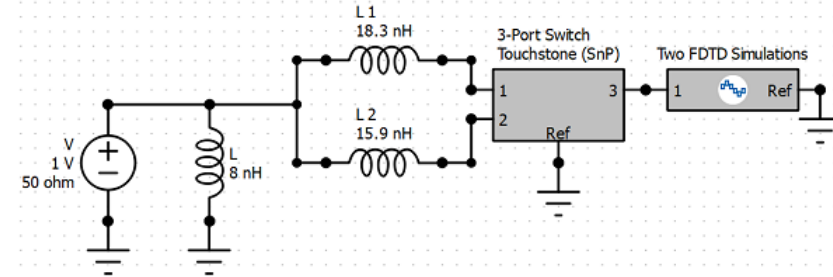 L 1
18.3 nH
3-Port Switch
Touchstone (SnP)
Two FDTD Simulations
1
3
1
Ref
2
L 2
15.9 nH
Ref
V
1 V
50 ohm
L
8 nH